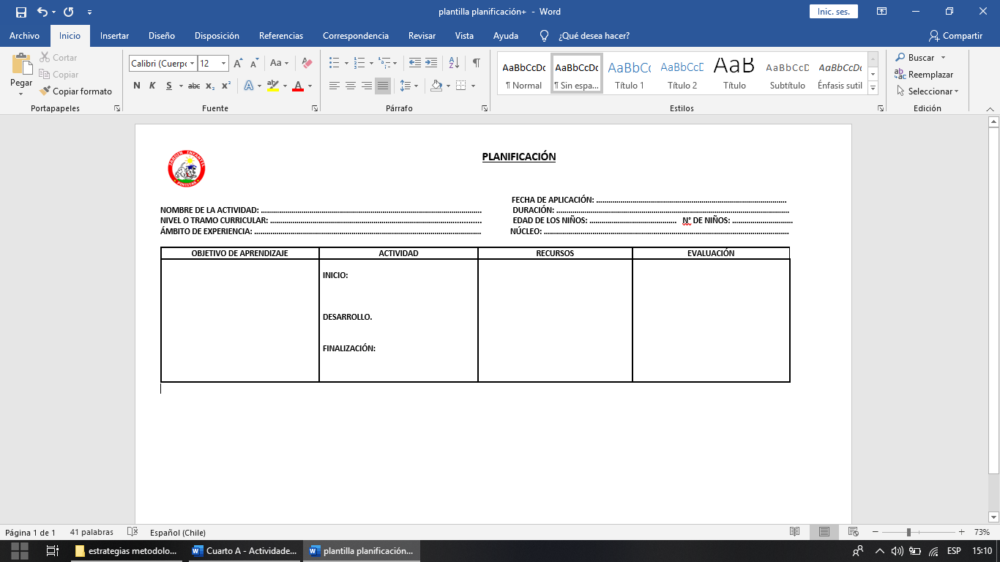 plantilla planificación+ - Word
Inic. ses.
Archivo Inicio Insertar Diseño Disposición Referencias Correspondencia Revisar Vista Ayuda ¿Qué desea hacer? Compartir
Pegar
Cortar
Copiar
Copiar formato
Portapapeles
Calibri (Cuerpo 12
N K S abc x₂ x²
Fuente
Párrafo
AaBbCcDc AaBbCcDc AaBbCc AaBbCcD AaB AaBbCcD AaBbCcDc
¶ Normal ¶ Sin espa... Título 1 Título 2 Título Subtítulo Énfasis sutil
Estilos
Buscar
Reemplazar
Seleccionar
Edición
JARDIN INFANTIL
PLANIFICACIÓN
FECHA DE APLICACIÓN: ...............................................................................................
NOMBRE DE LA ACTIVIDAD: .............................................................................................................. DURACIÓN: ....................................................................................................................
NIVEL O TRAMO CURRICULAR: ......................................................................................................... EDAD DE LOS NIÑOS: ........................................... N° DE NIÑOS: ..............................
ÁMBITO DE EXPERIENCIA: ................................................................................................................. NÚCLEO: .........................................................................................................................
OBJETIVO DE APRENDIZAJE ACTIVIDAD RECURSOS EVALUACIÓN
INICIO:
DESARROLLO.
FINALIZACIÓN:
Página 1 de 1 41 palabras Español (Chile) 73%
estrategias metodolo... Cuarto A - Actividade... plantilla planificación... ESP 15:10